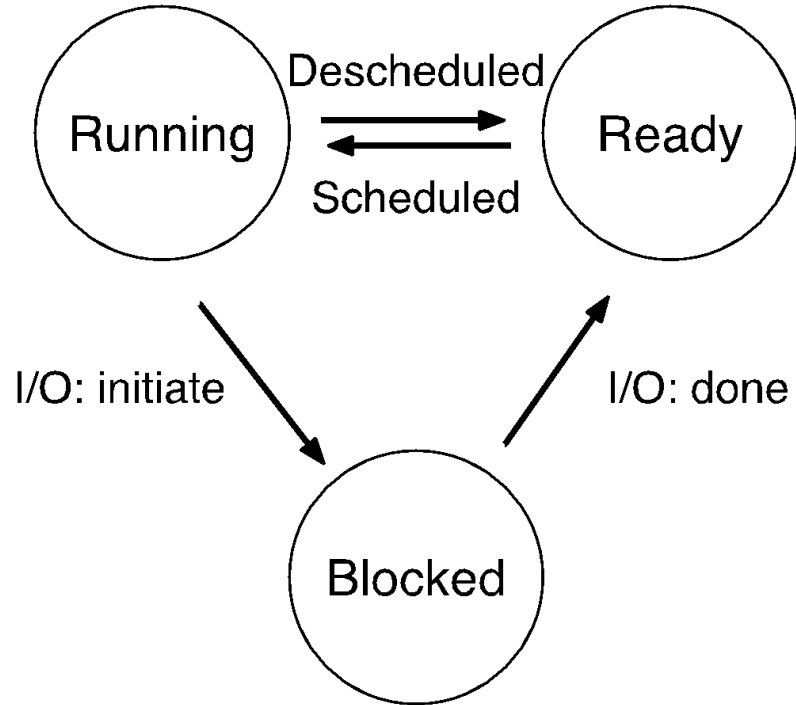 Descheduled
Running
Ready
Scheduled
I/O: initiate
I/O: done
Blocked